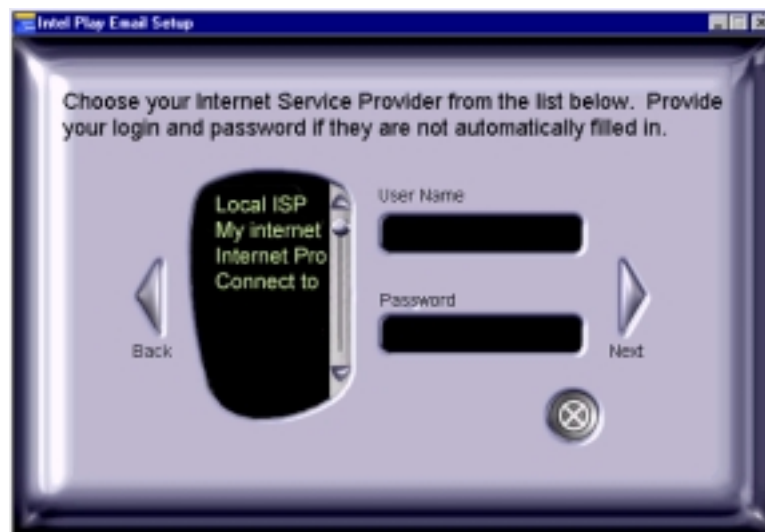 Intel Play Email Setup
Choose your Internet Service Provider from the list below. Provide
your login and password if they are not automatically filled in.
Local ISP
My internet
Internet Pro
Connect to
User Name
Password
Back
Next